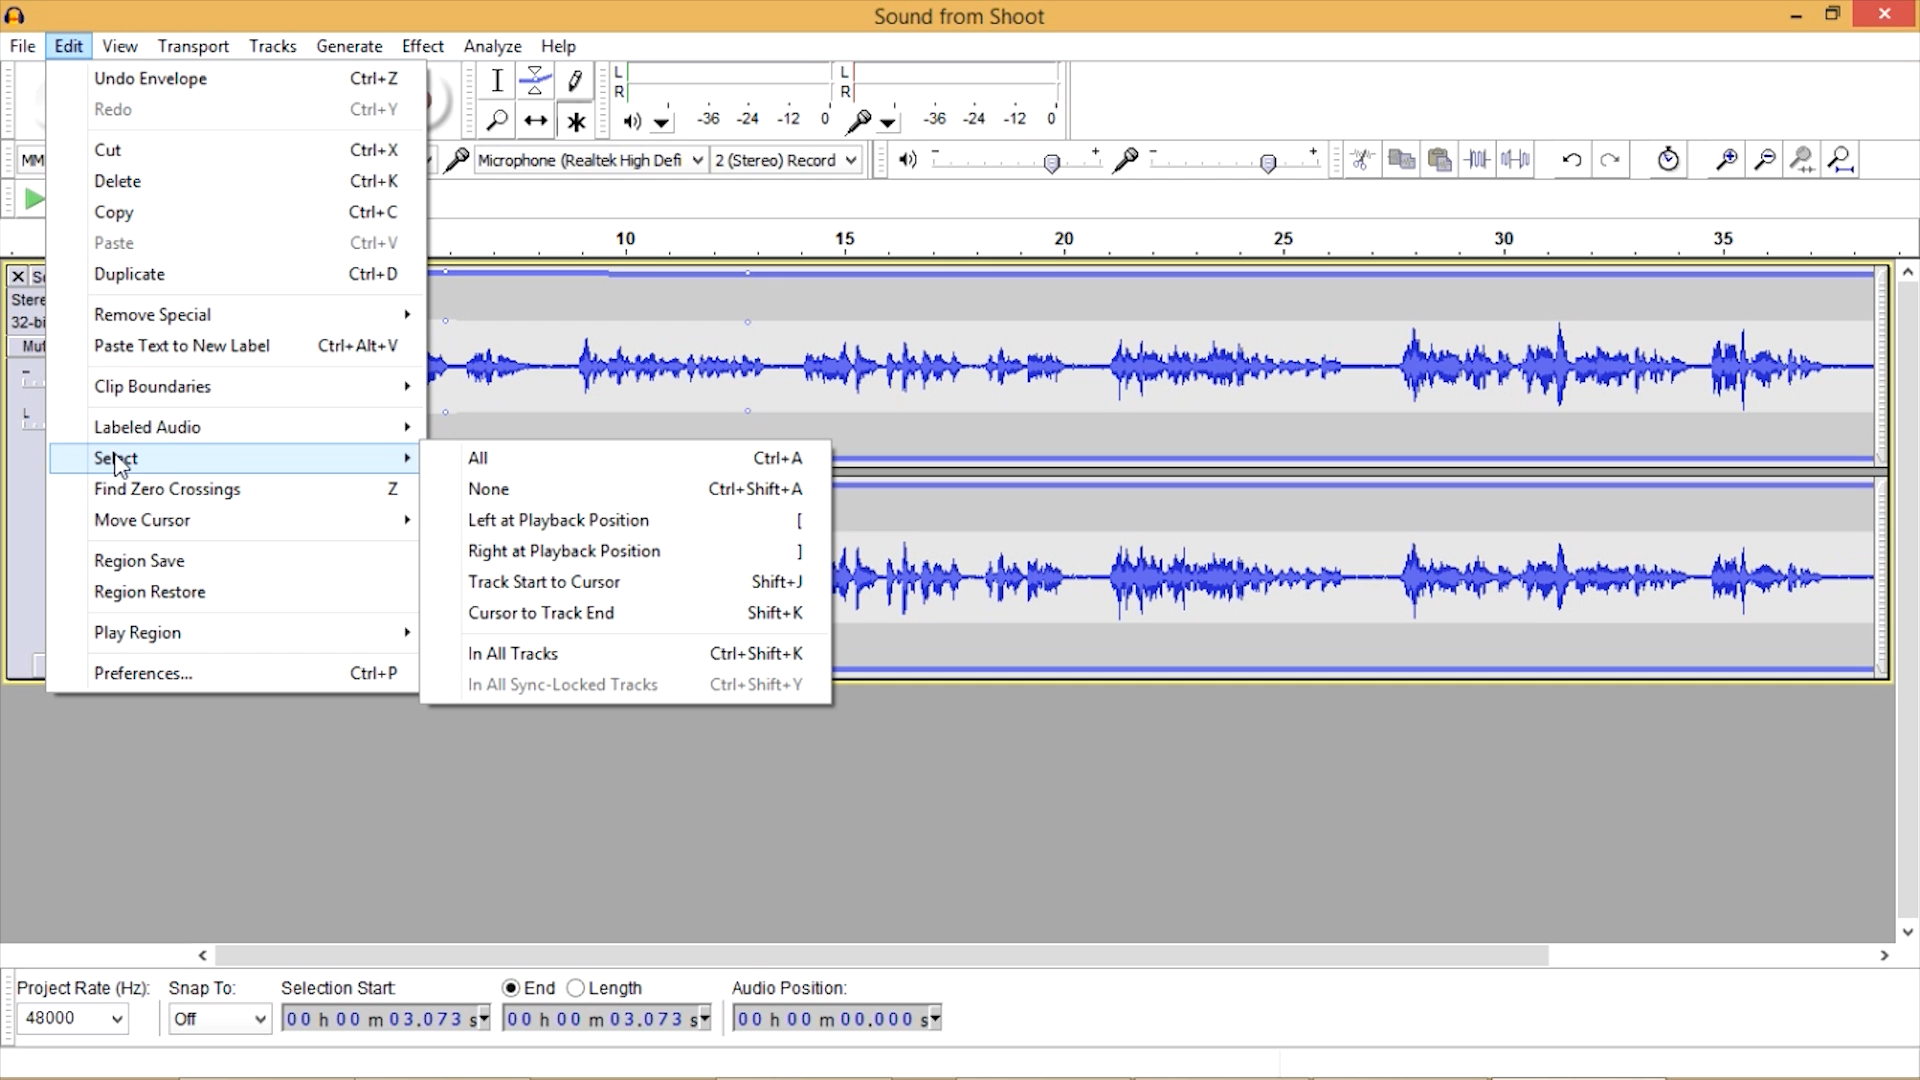 Sound from Shoot
File Edit View Transport Tracks Generate Effect Analyze Help
Undo Envelope Ctrl+Z
Redo Ctrl+Y
Cut Ctrl+X
Delete Ctrl+K
Copy Ctrl+C
Paste Ctrl+V
Duplicate Ctrl+D
Remove Special
Paste Text to New Label Ctrl+Alt+V
Clip Boundaries
Labeled Audio
Select
Find Zero Crossings Z
Move Cursor
Region Save
Region Restore
Play Region
Preferences... Ctrl+P
All Ctrl+A
None Ctrl+Shift+A
Left at Playback Position [
Right at Playback Position ]
Track Start to Cursor Shift+J
Cursor to Track End Shift+K
In All Tracks Ctrl+Shift+K
In All Sync-Locked Tracks Ctrl+Shift+Y
L L
R R
-36 -24 -12 0 -36 -24 -12 0
MM Microphone (Realtek High Defi 2 (Stereo) Record
- + - +
10 15 20 25 30 35
Stere
32-bi
Mut
-
L
Project Rate (Hz): Snap To: Selection Start: End Length Audio Position:
48000 Off 00 h 00 m 03.073 s 00 h 00 m 03.073 s 00 h 00 m 00.000 s